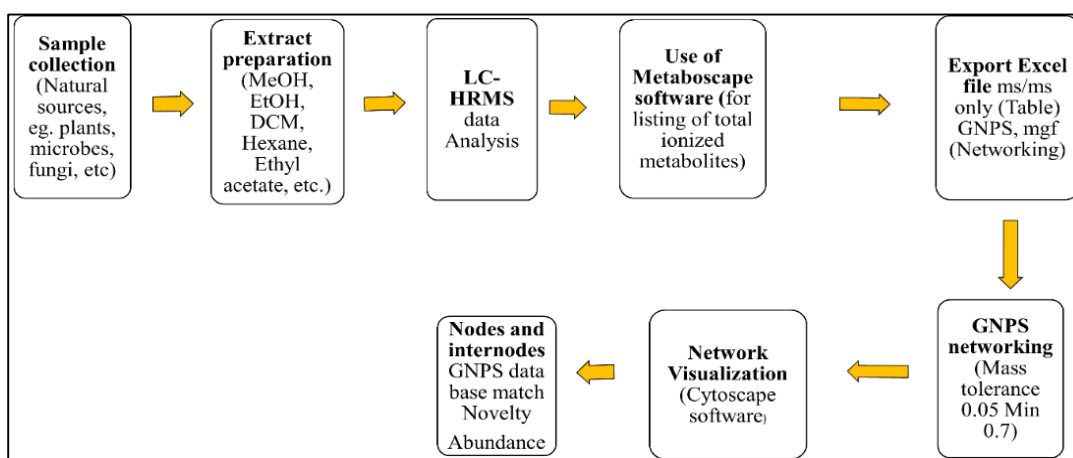 Sample
collection
(Natural
sources,
eg. plants,
microbes,
fungi, etc)
Extract
preparation
(MeOH,
EtOH,
DCM,
Hexane,
Ethyl
acetate, etc.)
LC-
HRMS
data
Analysis
Use of
Metaboscape
software (for
listing of total
ionized
metabolites)
Export Excel
file ms/ms
only (Table)
GNPS, mgf
(Networking)
GNPS
networking
(Mass
tolerance
0.05 Min
0.7)
Network
Visualization
(Cytoscape
software)
Nodes and
internodes
GNPS data
base match
Novelty
Abundance